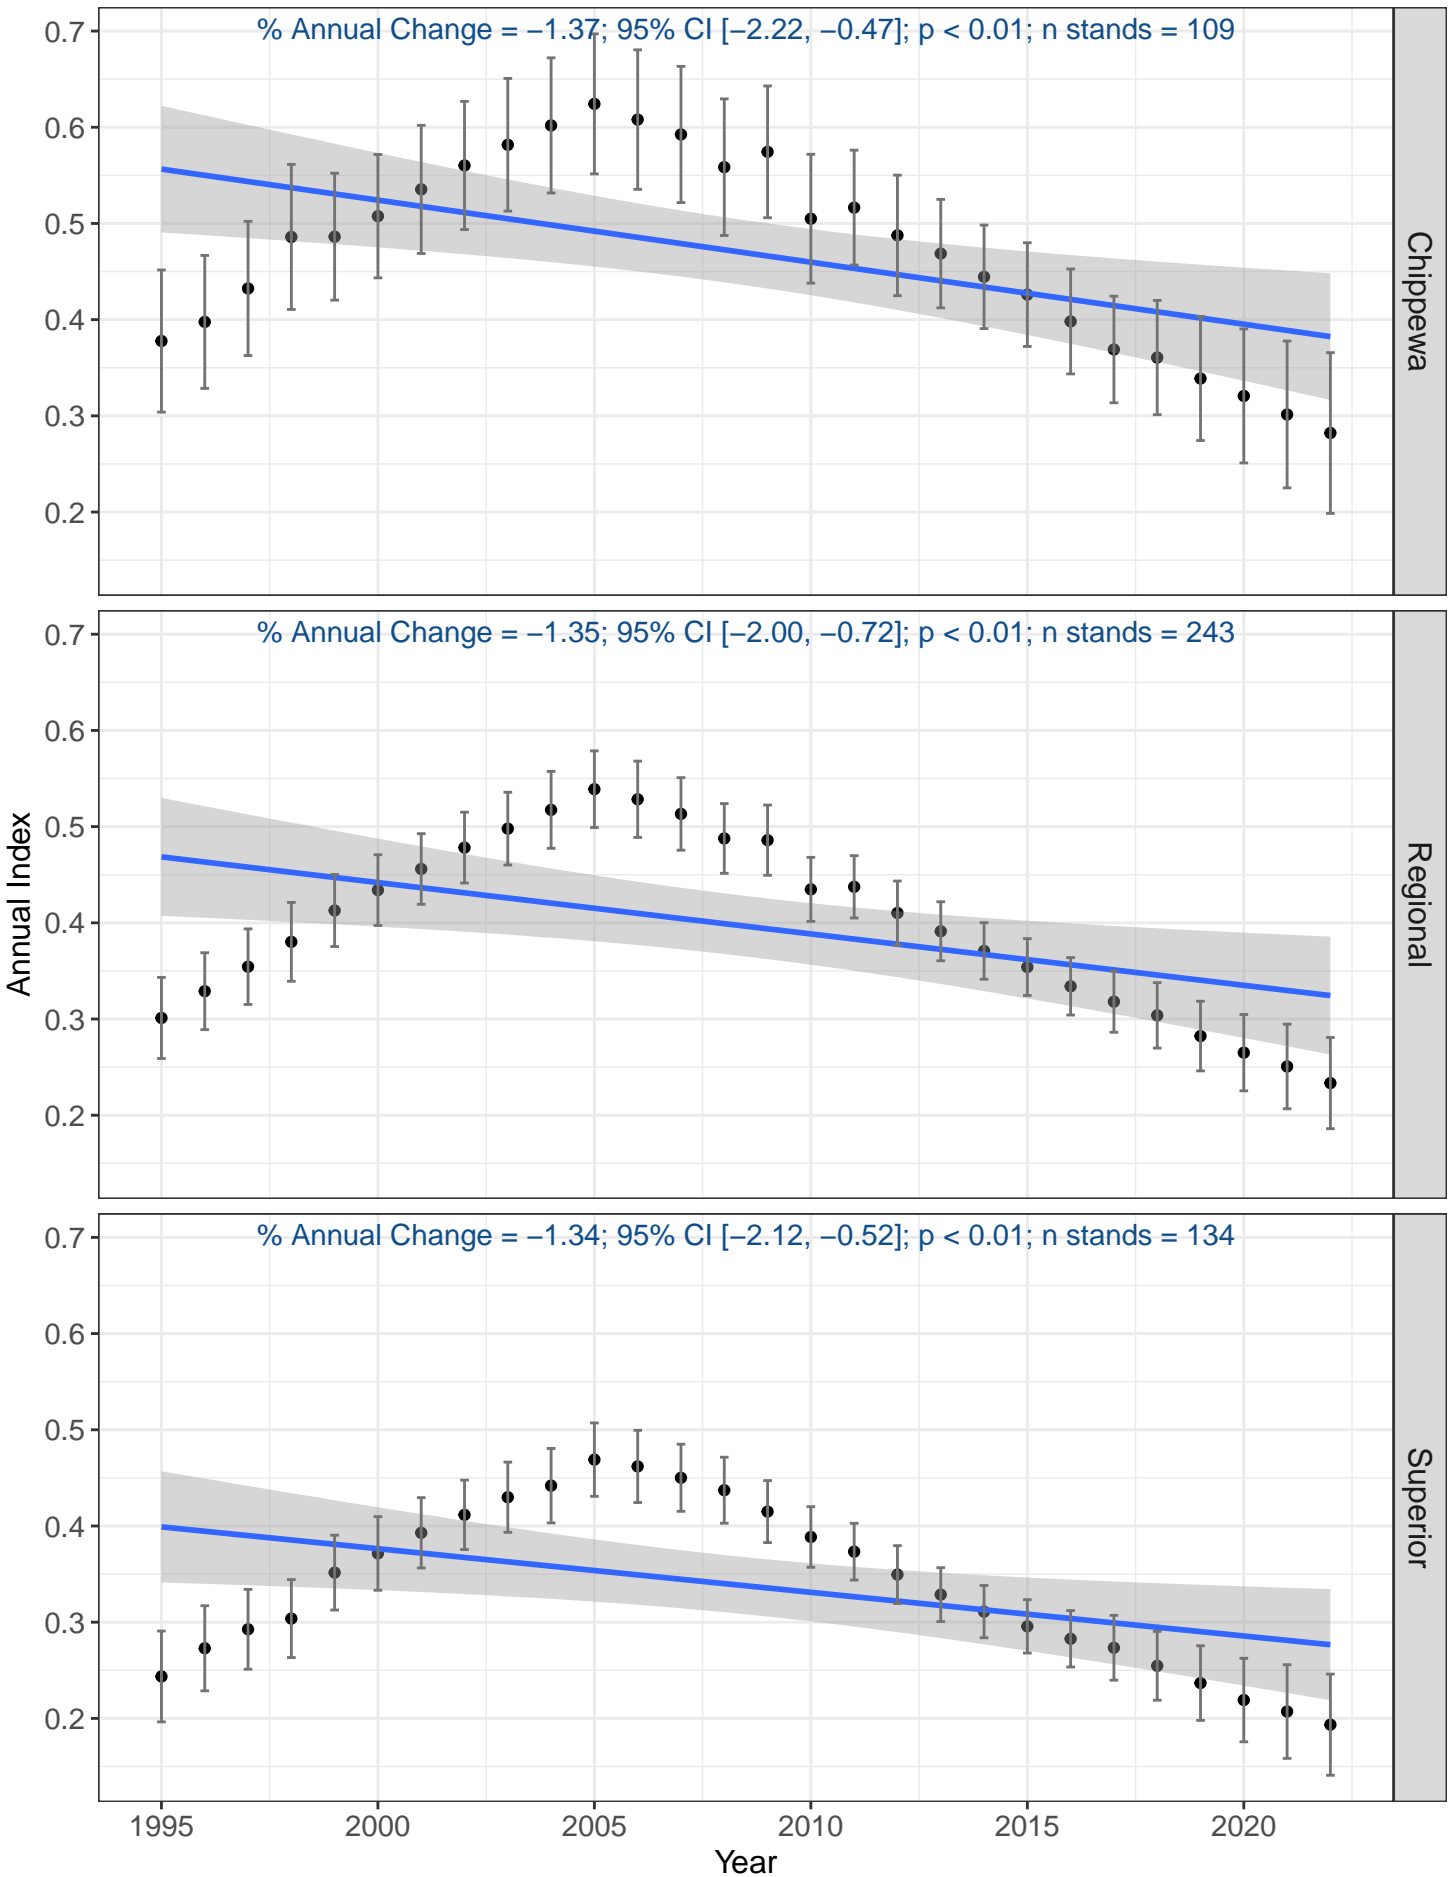 % Annual Change = −1.37; 95% CI [−2.22, −0.47]; p < 0.01; n stands = 109
0.7
0.6
0.5
0.4
0.3
0.2
Chippewa
% Annual Change = −1.35; 95% CI [−2.00, −0.72]; p < 0.01; n stands = 243
0.7
0.6
0.5
0.4
0.3
0.2
Regional
Annual Index
% Annual Change = −1.34; 95% CI [−2.12, −0.52]; p < 0.01; n stands = 134
0.7
0.6
0.5
0.4
0.3
0.2
Superior
1995 2000 2005 2010 2015 2020
Year